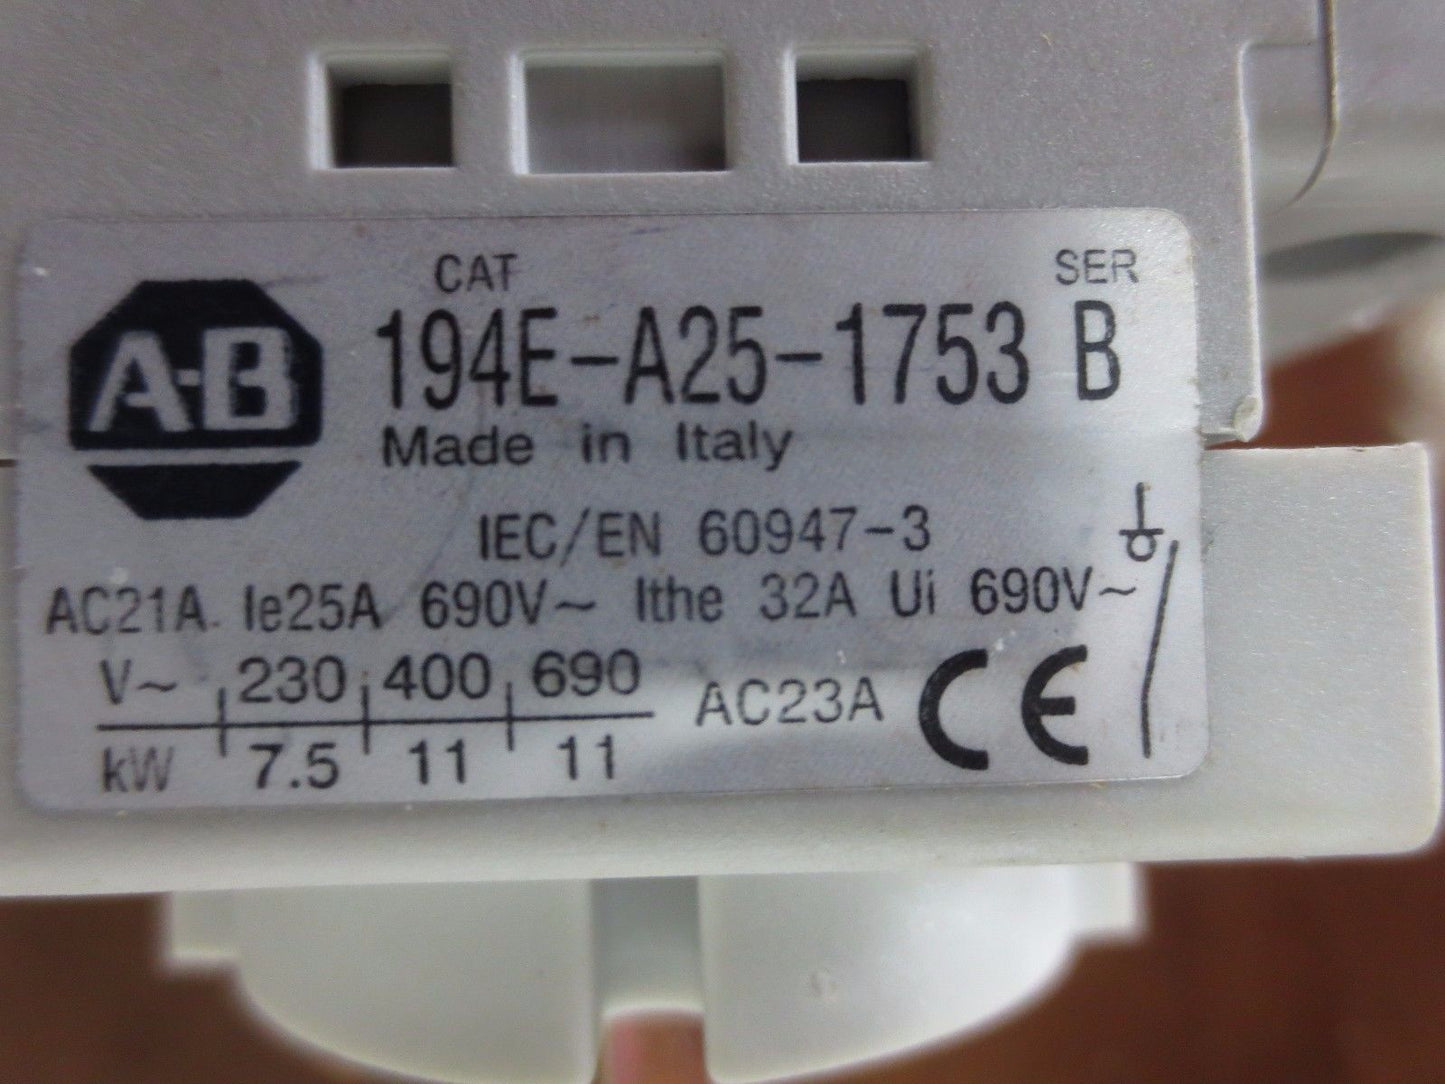 CAT SER
A-B 194E-A25-1753 B
Made in Italy
IEC/EN 60947-3
AC21A Ie25A 690V~ Ithe 32A Ui 690V~
V~ 230 400 690 AC23A CE
kW 7.5 11 11